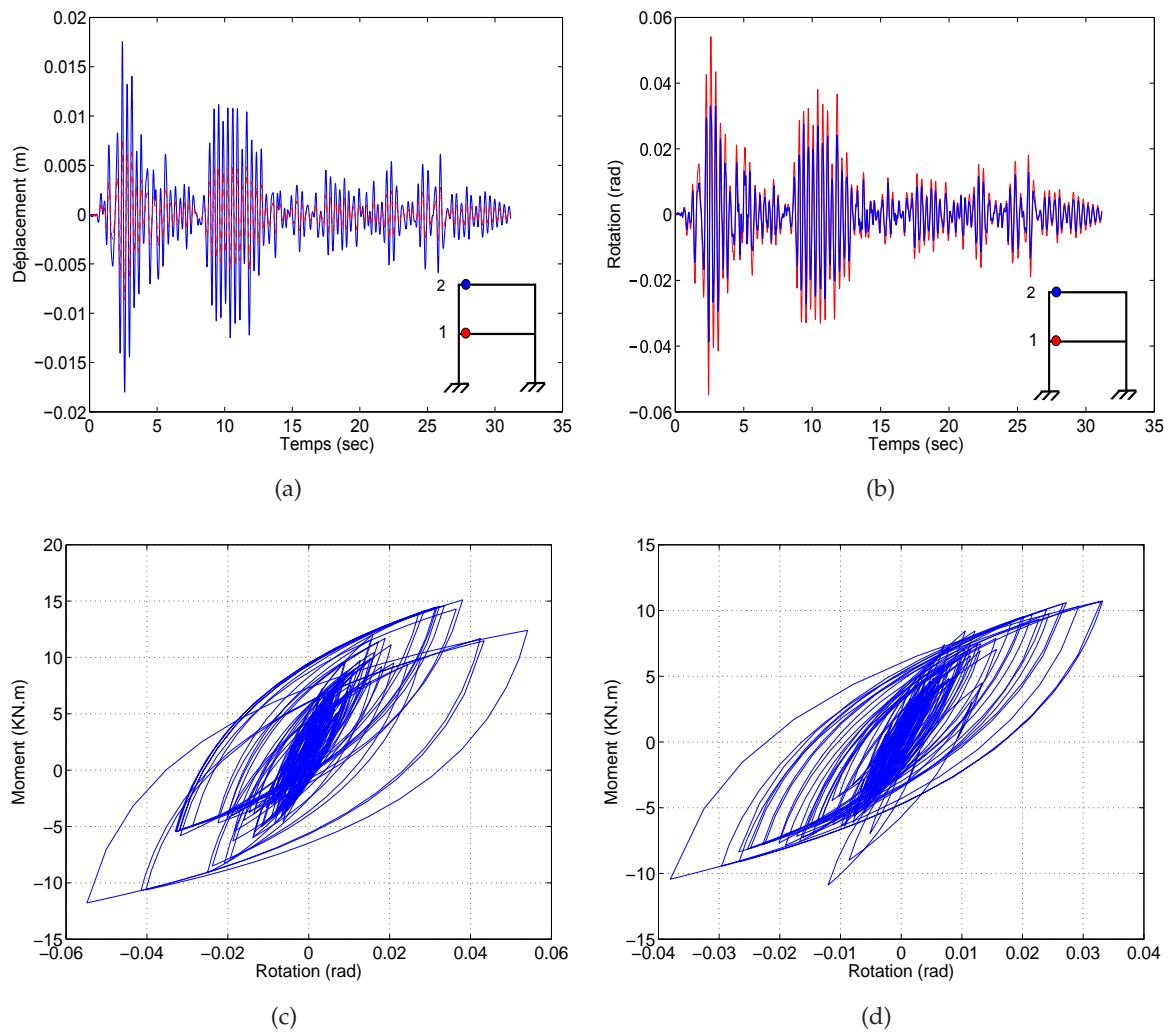 0.02
0.015
0.01
0.005
0
−0.005
−0.01
−0.015
−0.02
Déplacement (m)
0 5 10 15 20 25 30 35
Temps (sec)
2
1
(a)
0.06
0.04
0.02
0
−0.02
−0.04
−0.06
Rotation (rad)
0 5 10 15 20 25 30 35
Temps (sec)
2
1
(b)
20
15
10
5
0
−5
−10
−15
Moment (KN.m)
−0.06 −0.04 −0.02 0 0.02 0.04 0.06
Rotation (rad)
(c)
15
10
5
0
−5
−10
−15
Moment (KN.m)
−0.04 −0.03 −0.02 −0.01 0 0.01 0.02 0.03 0.04
Rotation (rad)
(d)